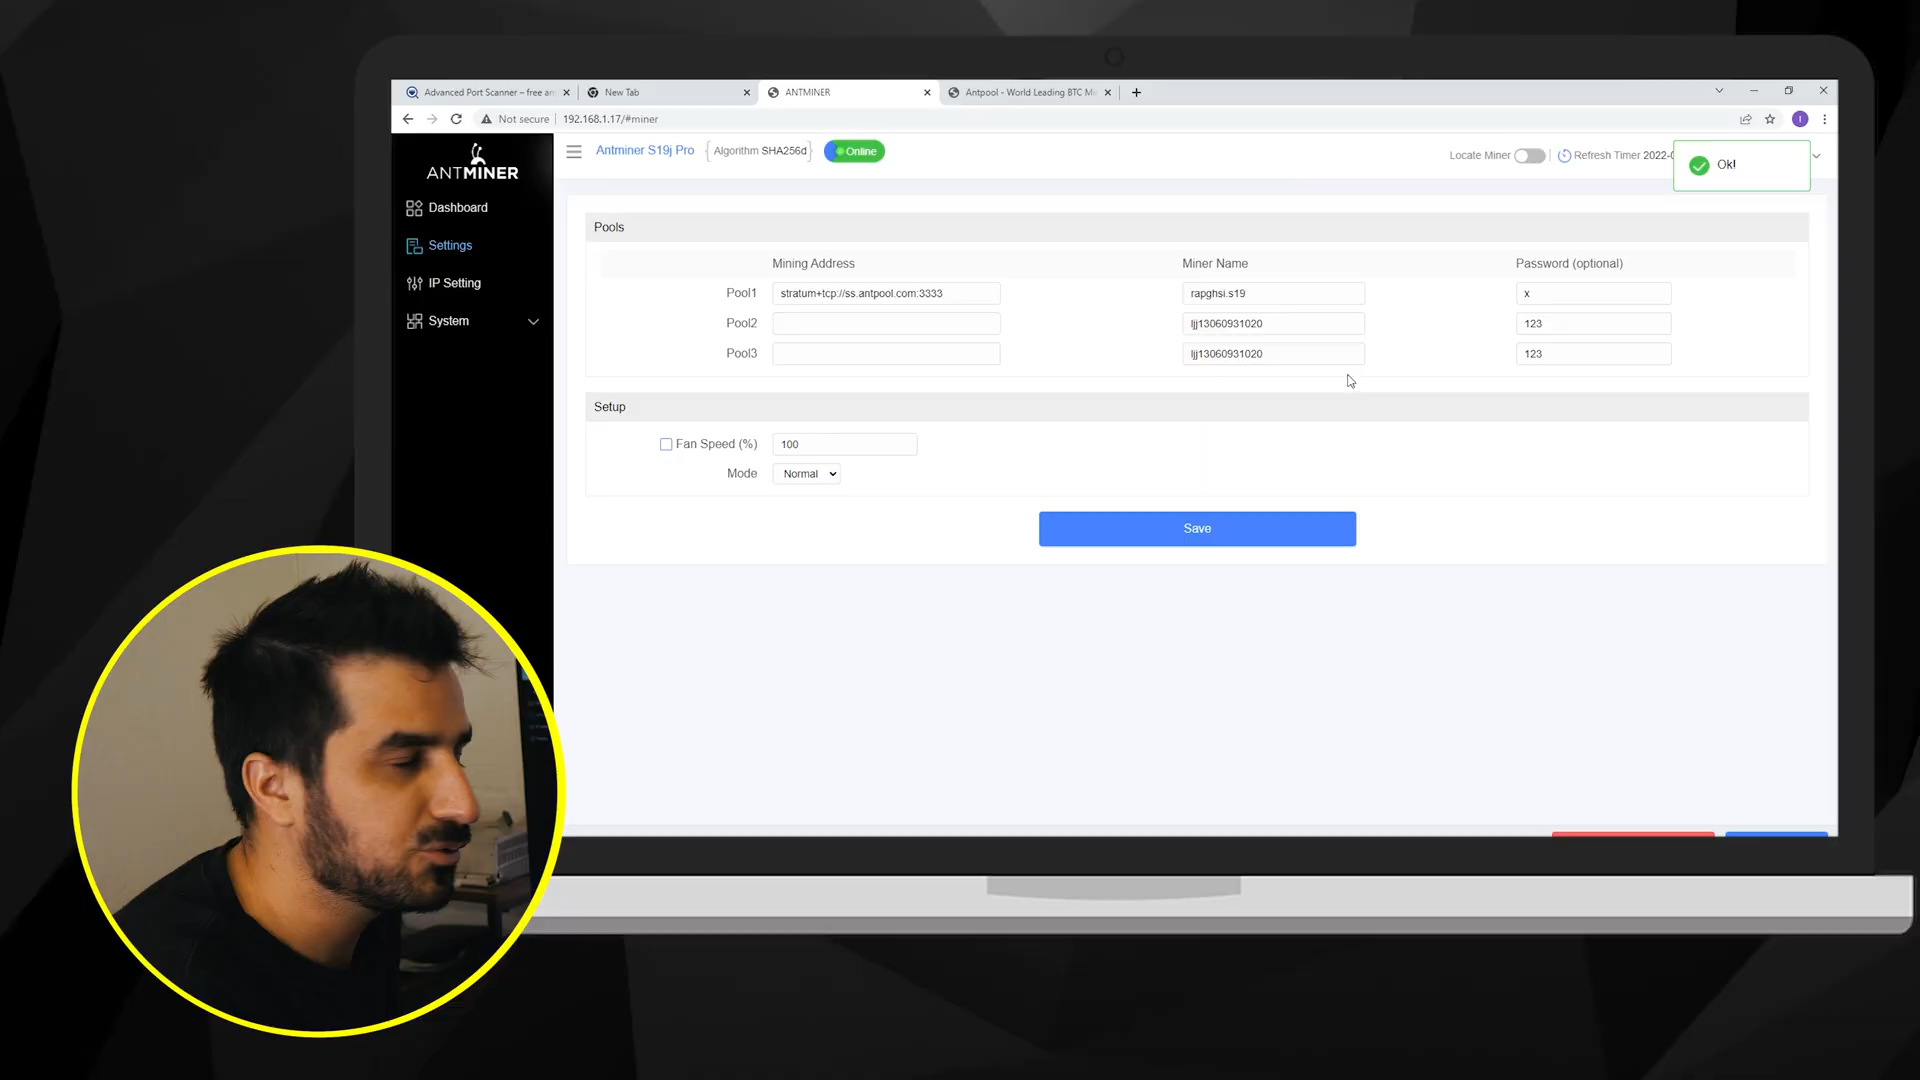 Advanced Port Scanner – free an
New Tab
ANTMINER
Antpool - World Leading BTC Mi
Not secure
192.168.1.17/#miner
ANTMINER
Antminer S19j Pro
Algorithm SHA256d
Online
Locate Miner
Refresh Timer 2022-
Ok!
Dashboard
Settings
IP Setting
System
Pools
Mining Address
Miner Name
Password (optional)
Pool1
stratum+tcp://ss.antpool.com:3333
rapghsi.s19
x
Pool2
ljj13060931020
123
Pool3
ljj13060931020
123
Setup
Fan Speed (%)
100
Mode
Normal
Save